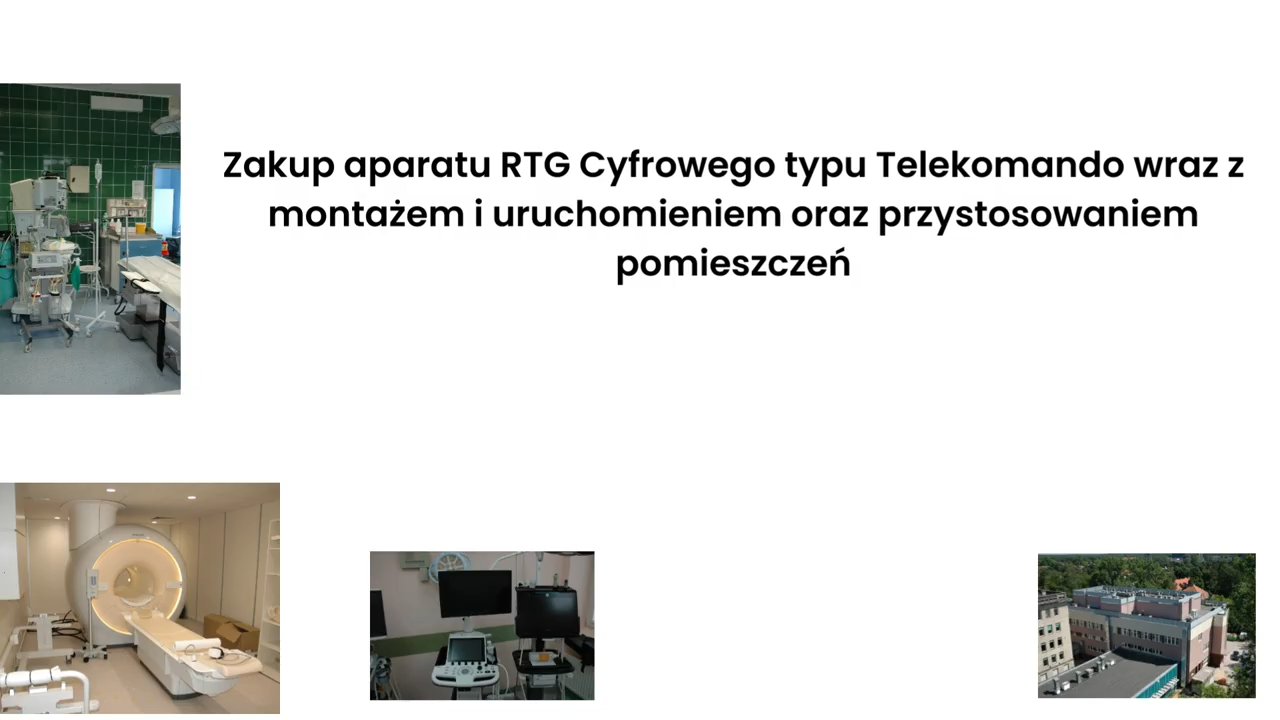 Zakup aparatu RTG Cyfrowego typu Telekomando wraz z
montażem i uruchomieniem oraz przystosowaniem
pomieszczeń